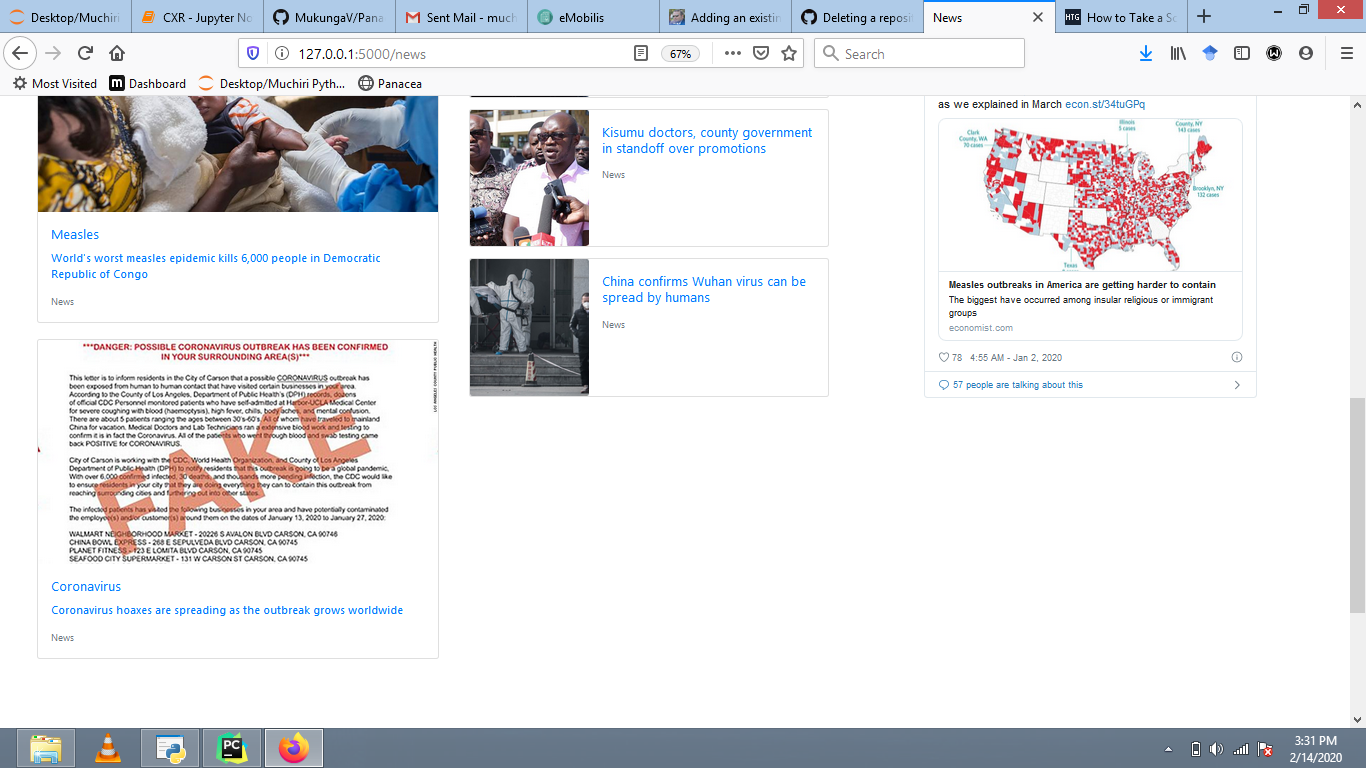 Desktop/Muchiri
CXR - Jupyter No
MukungaV/Pana
Sent Mail - much
eMobilis
Adding an existin
Deleting a reposit
News
HTG
How to Take a Sc
127.0.0.1:5000/news
67%
Search
Most Visited
m
Dashboard
Desktop/Muchiri Pyth...
Panacea
Measles
World's worst measles epidemic kills 6,000 people in Democratic
Republic of Congo
News
***DANGER: POSSIBLE CORONAVIRUS OUTBREAK HAS BEEN CONFIRMED
IN YOUR SURROUNDING AREA(S)***
This letter is to inform residents in the City of Carson that a possible CORONAVIRUS outbreak has
been exposed from human to human contact that have visited certain businesses in your area.
According to the County of Los Angeles, Department of Public Health's (DPH) records, dozens
of official CDC Personnel monitored patients who have self-admitted at Harbor-UCLA Medical Center
for severe coughing with blood (haemoptysis), high fever, chills, body aches, and mental confusion.
There are about 5 patients ranging the ages between 30's-60's. All of whom have traveled to mainland
China for vacation. Medical Doctors and Lab Technicians ran a extensive blood work and testing to
confirm it is in fact the Coronavirus. All of the patients who went through blood and swab testing came
back POSITIVE for CORONAVIRUS.
City of Carson is working with the CDC, World Health Organization, and County of Los Angeles
Department of Public Health (DPH) to notify residents that this outbreak is going to be a global pandemic,
With over 6,000 confirmed infected, 30 deaths, and thousands more pending infection, the CDC would like
to ensure residents in your city that they are doing everything they can to contain this outbreak from
reaching surrounding cities and furthering out into other states.
The infected patients has visited the following businesses in your area and have potentially contaminated
the employee(s) and/or customer(s) around them on the dates of January 13, 2020 to January 27, 2020:
WALMART NEIGHBORHOOD MARKET - 20226 S AVALON BLVD CARSON, CA 90746
CHINA BOWL EXPRESS - 268 E SEPULVEDA BLVD CARSON, CA 90745
PLANET FITNESS - 123 E LOMITA BLVD CARSON, CA 90745
SEAFOOD CITY SUPERMARKET - 131 W CARSON ST CARSON, CA 90745
FAKE
LOS ANGELES COUNTY PUBLIC HEALTH
Coronavirus
Coronavirus hoaxes are spreading as the outbreak grows worldwide
News
Kisumu doctors, county government
in standoff over promotions
News
China confirms Wuhan virus can be
spread by humans
News
as we explained in March econ.st/34tuGPq
Illinois
5 cases
County, NY
143 cases
Clark
County, WA
70 cases
Brooklyn, NY
132 cases
Texas
Measles outbreaks in America are getting harder to contain
The biggest have occurred among insular religious or immigrant
groups
economist.com
78 4:55 AM - Jan 2, 2020
57 people are talking about this
PC
3:31 PM
2/14/2020